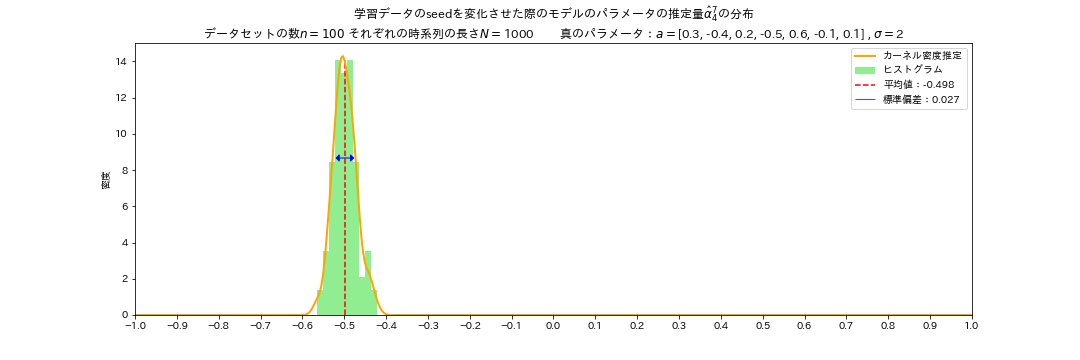 学習データのseedを変化させた際のモデルのパラメータの推定量α̂⁷₄の分布
データセットの数n = 100 それぞれの時系列の長さN = 1000 真のパラメータ：a = [0.3, -0.4, 0.2, -0.5, 0.6, -0.1, 0.1] , σ = 2
カーネル密度推定
ヒストグラム
平均値：-0.498
標準偏差：0.027
密度
14
12
10
8
6
4
2
0
−1.0 −0.9 −0.8 −0.7 −0.6 −0.5 −0.4 −0.3 −0.2 −0.1 0.0 0.1 0.2 0.3 0.4 0.5 0.6 0.7 0.8 0.9 1.0